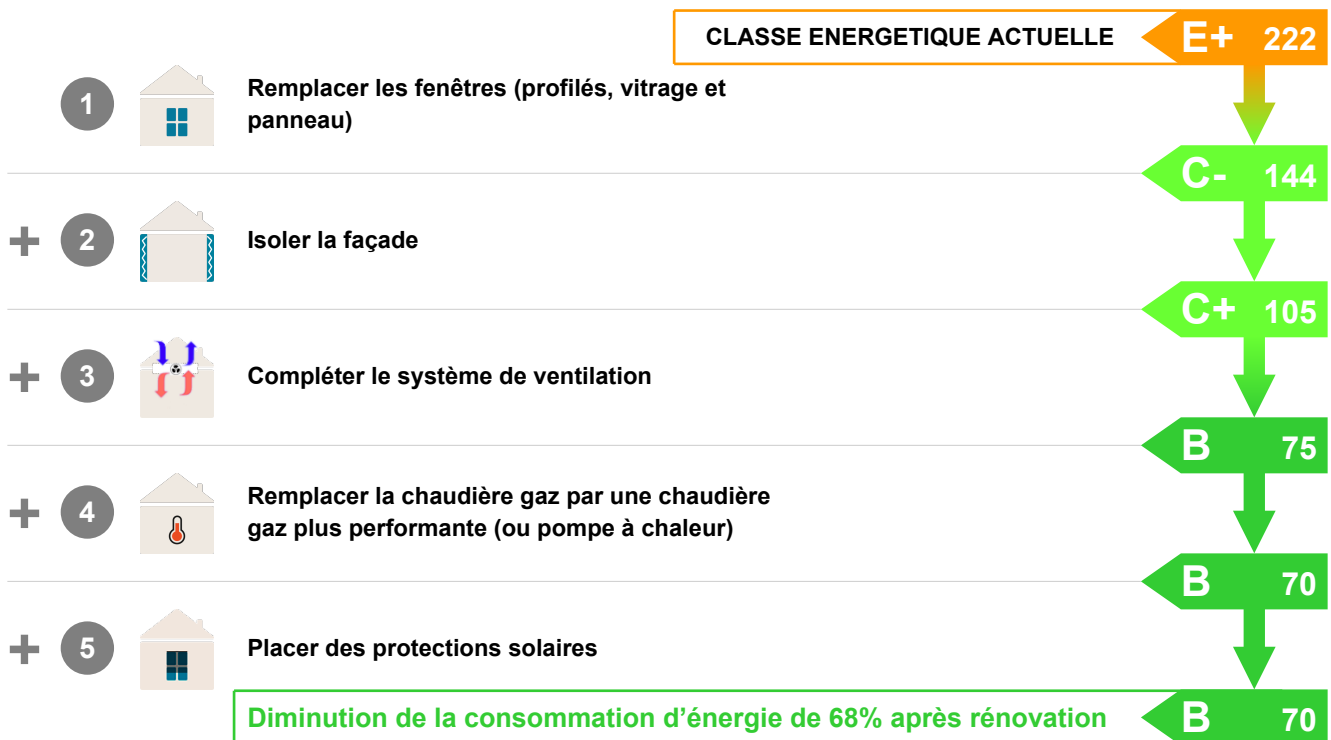 CLASSE ENERGETIQUE ACTUELLE E+ 222
1 Remplacer les fenêtres (profilés, vitrage et
panneau)
C- 144
+ 2 Isoler la façade
C+ 105
+ 3 Compléter le système de ventilation
B 75
+ 4 Remplacer la chaudière gaz par une chaudière
gaz plus performante (ou pompe à chaleur)
B 70
+ 5 Placer des protections solaires
Diminution de la consommation d’énergie de 68% après rénovation B 70